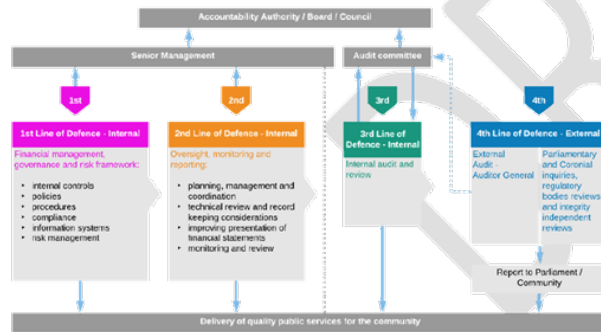 Accountability Authority / Board / Council
Senior Management
Audit committee
1st
2nd
3rd
4th
1st Line of Defence - Internal
Financial management,
governance and risk framework:
• internal controls
• policies
• procedures
• compliance
• information systems
• risk management
2nd Line of Defence - Internal
Oversight, monitoring and
reporting:
• planning, management and
coordination
• technical review and record
keeping considerations
• improving presentation of
financial statements
• monitoring and review
3rd Line of
Defence - Internal
Internal audit and
review
4th Line of Defence - External
External
Audit -
Auditor General
Parliamentary
and Coronial
inquiries,
regulatory
bodies reviews
and integrity
independent
reviews
Report to Parliament /
Community
Delivery of quality public services for the community